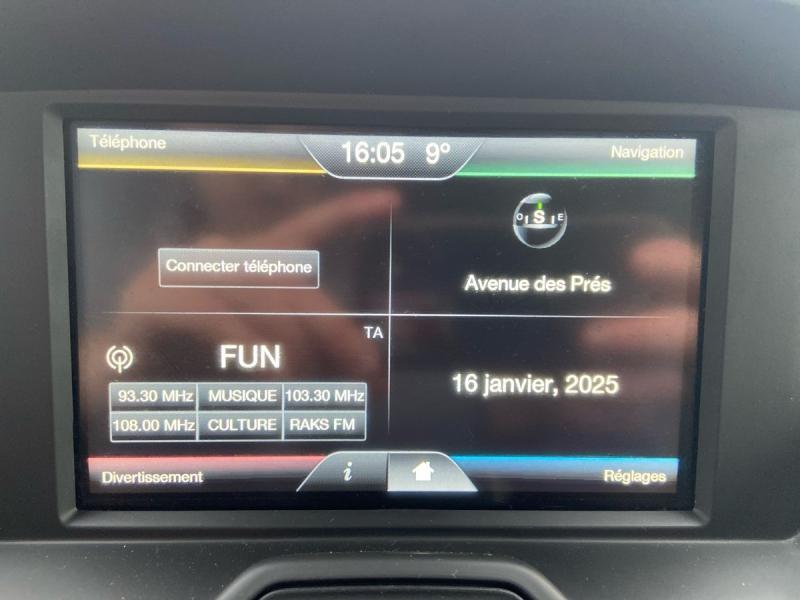 Téléphone
16:05 9°
Navigation
O I S I E
Connecter téléphone
Avenue des Prés
TA
FUN
16 janvier, 2025
93.30 MHz MUSIQUE 103.30 MHz
108.00 MHz CULTURE RAKS FM
Divertissement
i
Réglages